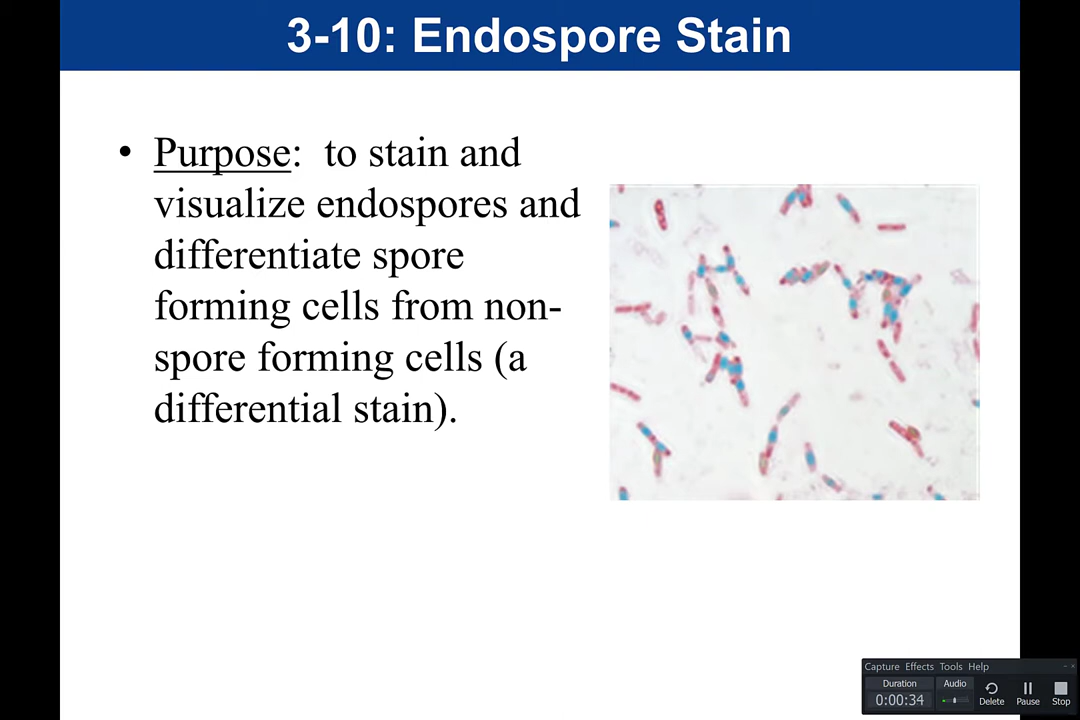 3-10: Endospore Stain
• Purpose: to stain and
visualize endospores and
differentiate spore
forming cells from non-
spore forming cells (a
differential stain).
Capture Effects Tools Help
Duration
0:00:34
Audio
Delete
Pause
Stop